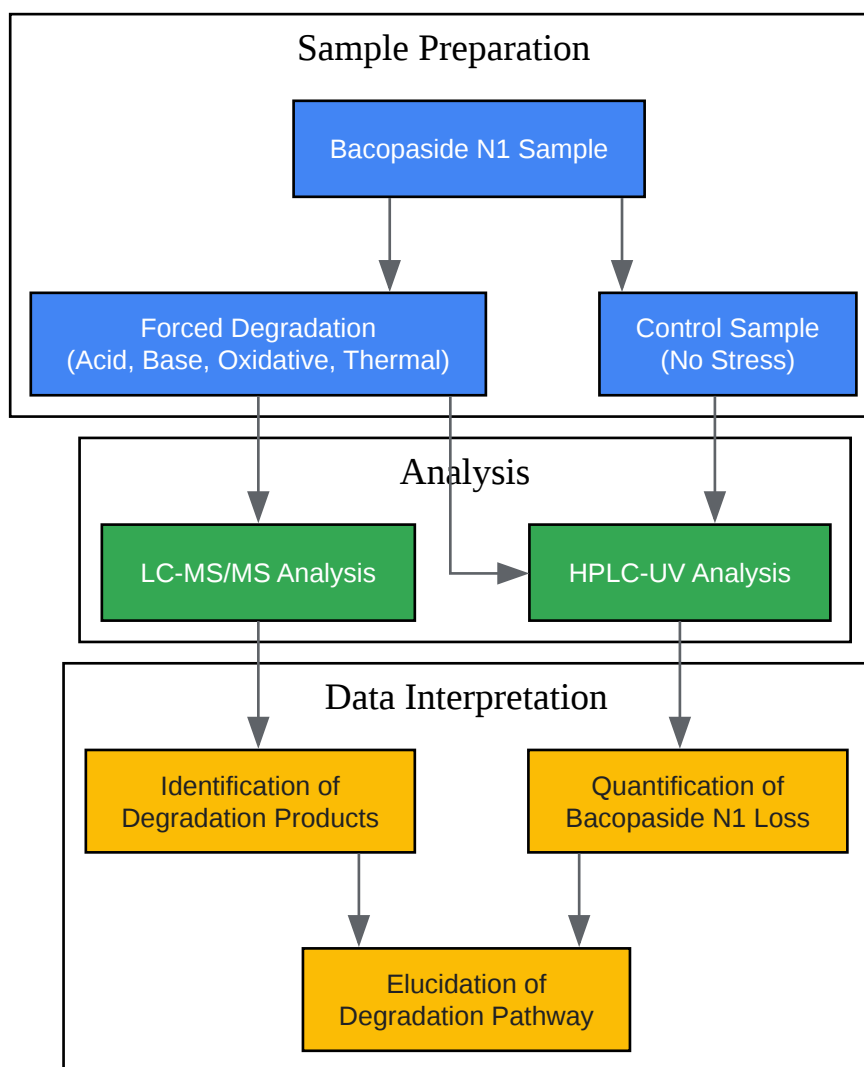 Sample Preparation
Bacopaside N1 Sample
Forced Degradation
(Acid, Base, Oxidative, Thermal)
Control Sample
(No Stress)
Analysis
LC-MS/MS Analysis
HPLC-UV Analysis
Data Interpretation
Identification of
Degradation Products
Quantification of
Bacopaside N1 Loss
Elucidation of
Degradation Pathway